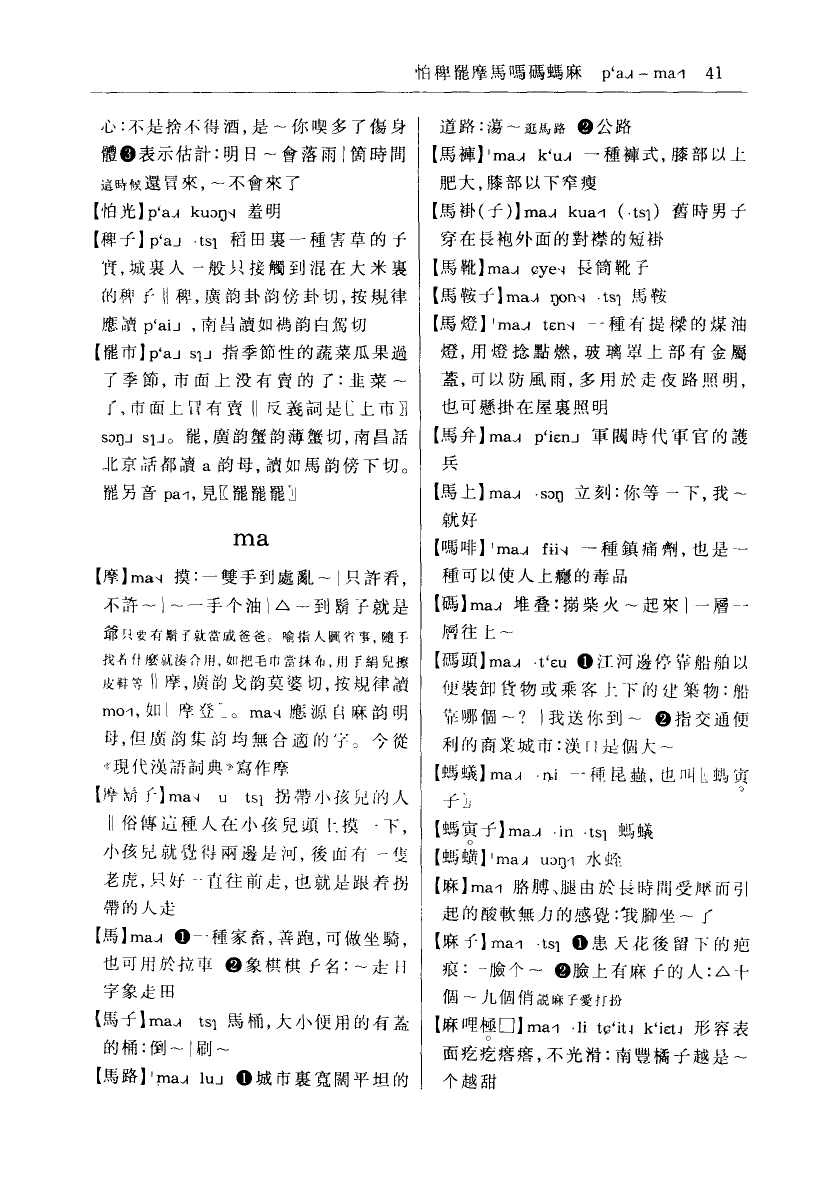 怕稗罷摩馬嗎碼螞麻 p‘a˩˧ – ma˧˥ 41
心:不是捨不得酒,是～你喫多了傷身
體❸表示估計:明日～會落雨|箇時間
這時候還冒來,～不會來了
【怕光】p‘a kuɔŋ 羞明
【稗子】p‘a˩ ·tsɿ 稻田裏一種害草的子
實,城裏人一般只接觸到混在大米裏
的稗子‖稗,廣韵卦韵傍卦切,按規律
應讀 p‘ai˩ ,南昌讀如禡韵白駕切
【罷市】p‘a˩ sɿ˩ 指季節性的蔬菜瓜果過
了季節,市面上没有賣的了:韭菜～
了,市面上冒有賣‖反義詞是〖上市〗
sɔŋ˩ sɿ˩。罷,廣韵蟹韵薄蟹切,南昌話
北京話都讀 a 韵母,讀如馬韵傍下切。
罷另音 pa,見〖罷罷罷〗
ma
【摩】ma 摸:一雙手到處亂～|只許看,
不許～|～一手个油|△一到鬍子就是
爺只要有鬍子就當成爸爸。喻指人圖省事,隨手
找着什麼就湊合用,如把毛巾當抹布,用手絹兒擦
皮鞋等‖摩,廣韵戈韵莫婆切,按規律讀
mo,如〖摩登〗。ma 應源自麻韵明
母,但廣韵集韵均無合適的字。今從
《現代漢語詞典》寫作摩
【摩鬍子】ma u tsɿ 拐帶小孩兒的人
‖俗傳這種人在小孩兒頭上摸一下,
小孩兒就覺得兩邊是河,後面有一隻
老虎,只好一直往前走,也就是跟着拐
帶的人走
【馬】ma ❶一種家畜,善跑,可做坐騎,
也可用於拉車 ❷象棋棋子名:～走日
字象走田
【馬子】ma tsɿ 馬桶,大小便用的有蓋
的桶:倒～|刷～
【馬路】ˈma lu˩ ❶城市裏寬闊平坦的
道路:蕩～逛馬路 ❷公路
【馬褲】ˈma k‘u 一種褲式,膝部以上
肥大,膝部以下窄瘦
【馬褂(子)】ma kua (·tsɿ) 舊時男子
穿在長袍外面的對襟的短褂
【馬靴】ma ɕye 長筒靴子
【馬鞍子】ma ŋon ·tsɿ 馬鞍
【馬燈】ˈma tɛn 一種有提樑的煤油
燈,用燈捻點燃,玻璃罩上部有金屬
蓋,可以防風雨,多用於走夜路照明,
也可懸掛在屋裏照明
【馬弁】ma p‘iɛn˩ 軍閥時代軍官的護
兵
【馬上】ma ·sɔŋ 立刻:你等一下,我～
就好
【嗎啡】ˈma fii 一種鎮痛劑,也是一
種可以使人上癮的毒品
【碼】ma 堆叠:搦柴火～起來|一層一
層往上～
【碼頭】ma ·t‘ɛu ❶江河邊停靠船舶以
便裝卸貨物或乘客上下的建築物:船
靠哪個～?|我送你到～ ❷指交通便
利的商業城市:漢口是個大～
【螞蟻】ma ·n̠i 一種昆蟲,也叫〖螞寅
子〗
【螞寅子】ma ·in ·tsɿ 螞蟻
【螞蟥】ˈma uɔŋ 水蛭
【麻】ma 胳膊、腿由於長時間受壓而引
起的酸軟無力的感覺:我腳坐～了
【麻子】ma ·tsɿ ❶患天花後留下的疤
痕:一臉个～ ❷臉上有麻子的人:△十
個～九個俏説麻子愛打扮
【麻哩極□】ma ·li tɕ‘it k‘iɛt 形容表
面疙疙瘩瘩,不光滑:南豐橘子越是～
个越甜